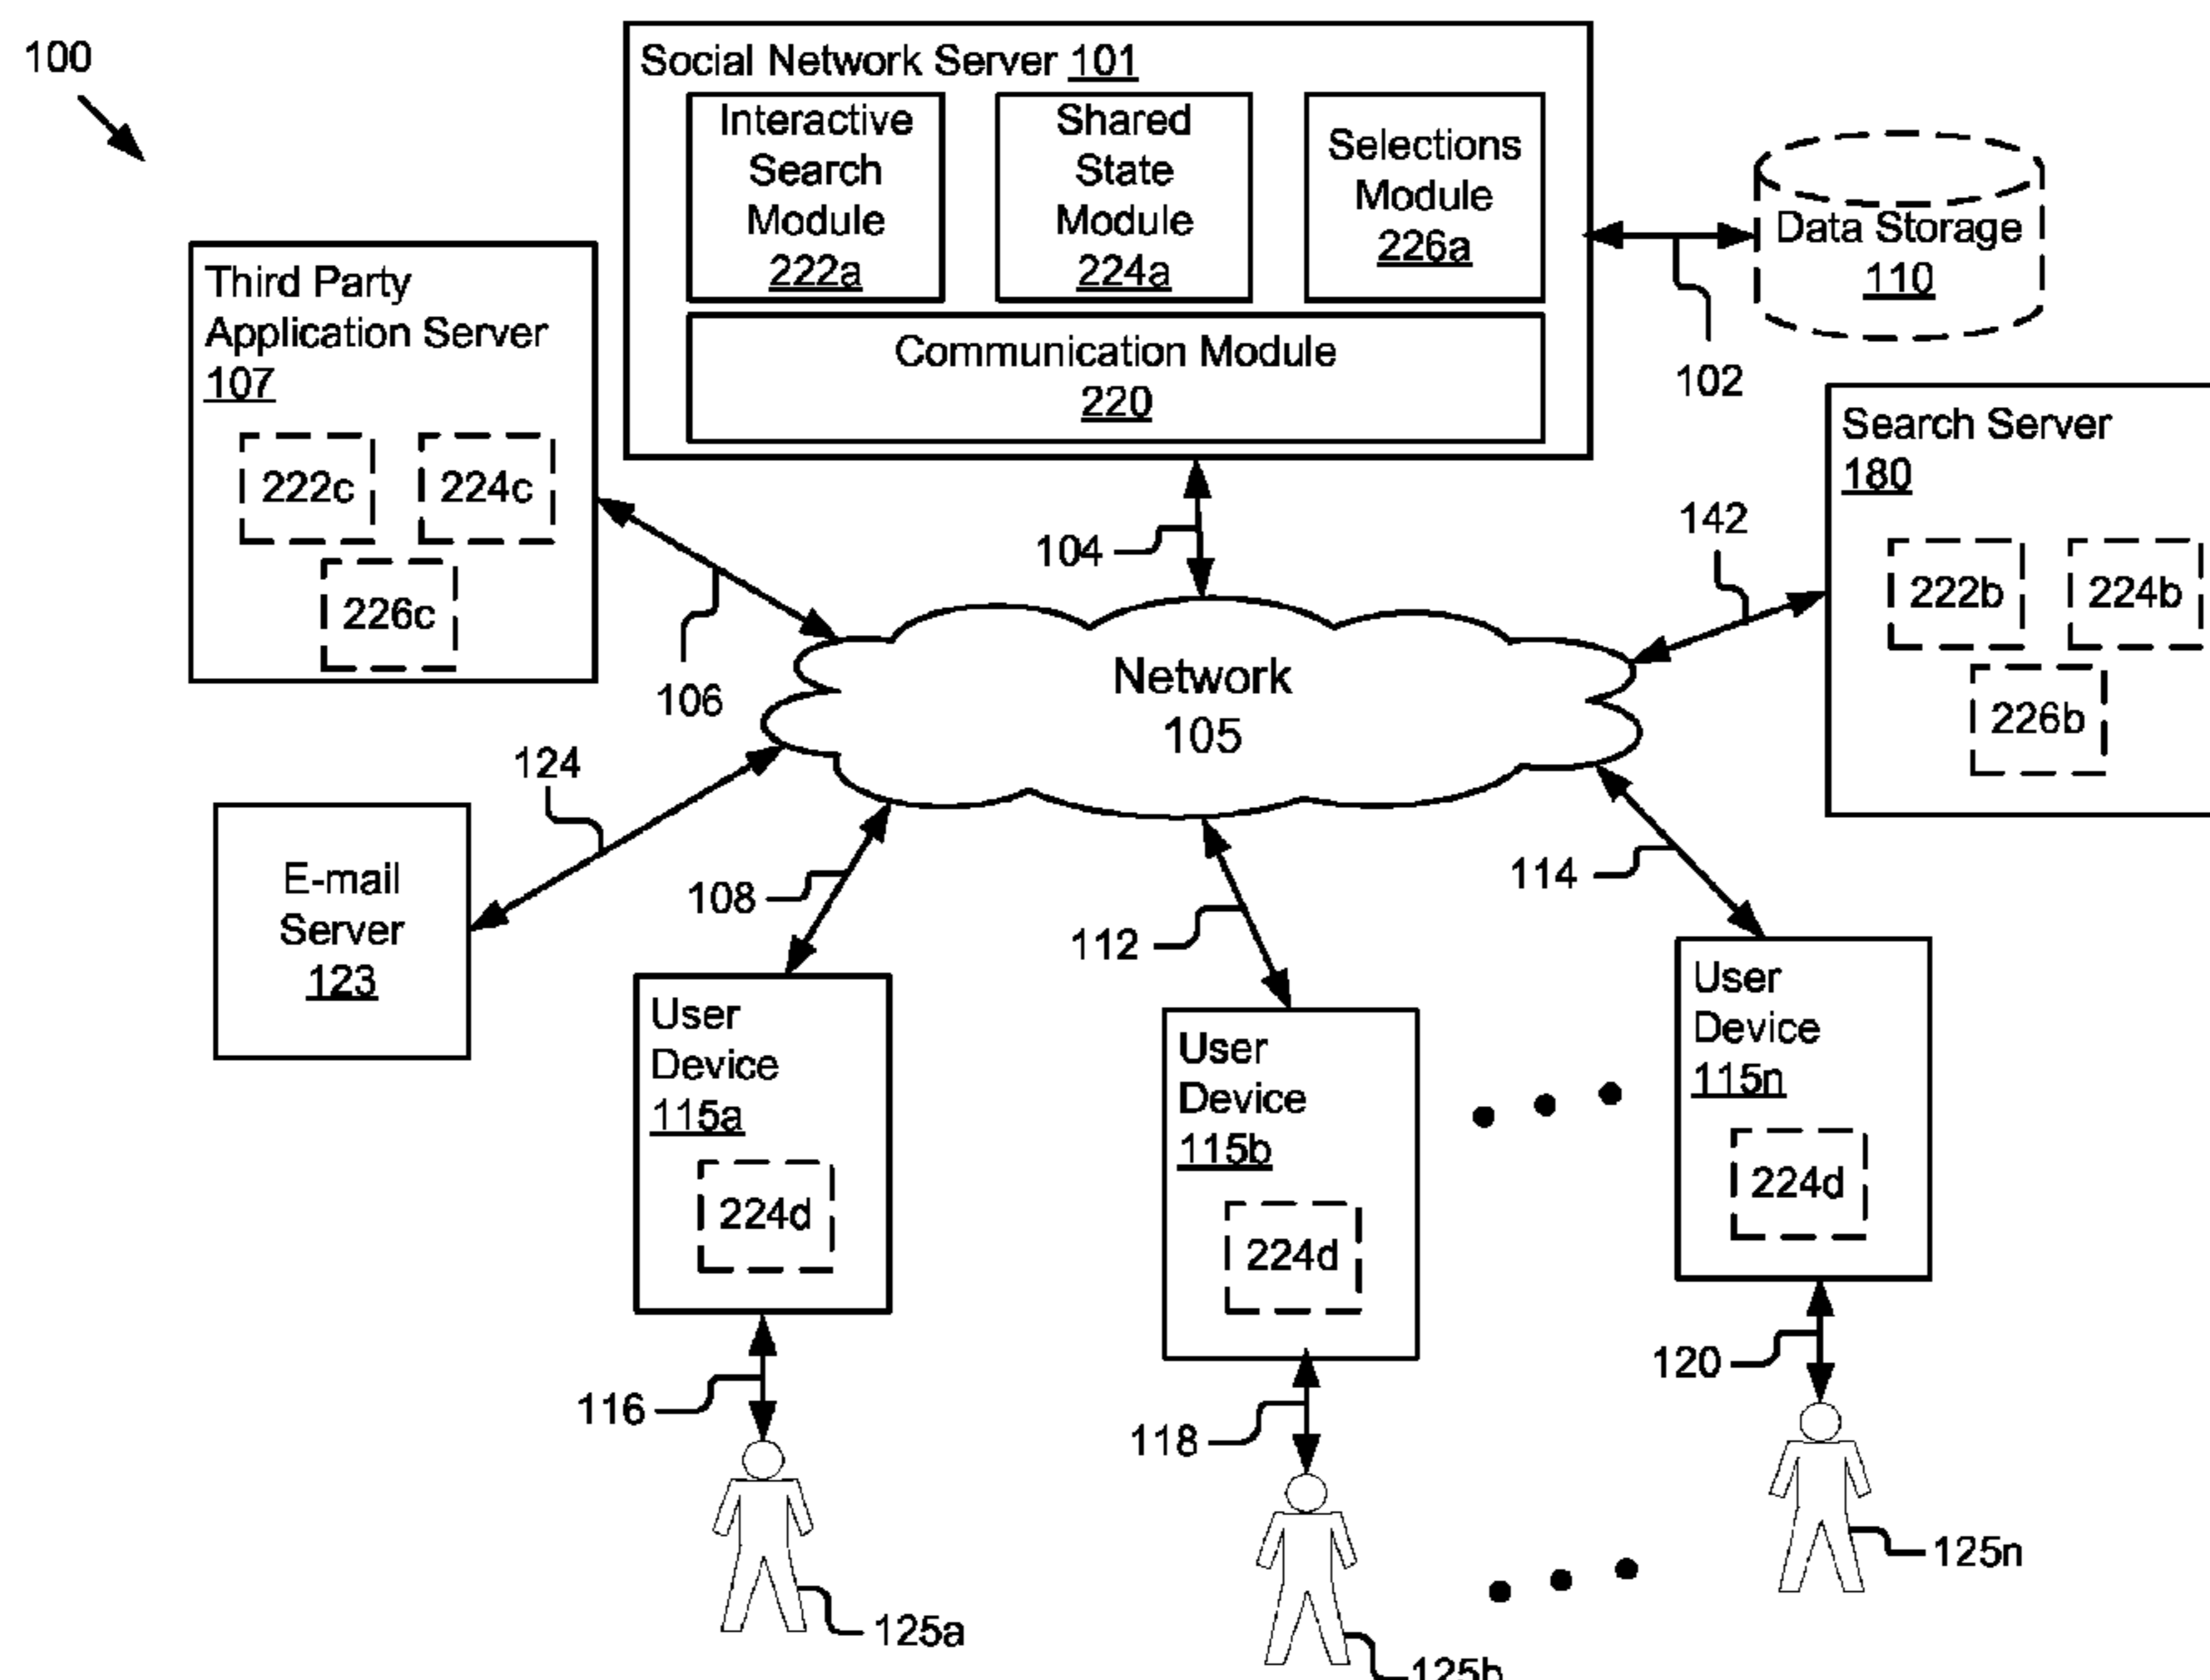 100
Social Network Server 101
Interactive
Search
Module
222a
Shared
State
Module
224a
Selections
Module
226a
Communication Module
220
Data Storage
110
102
Third Party
Application Server
107
222c
224c
226c
Search Server
180
222b
224b
226b
104
142
106
Network
105
124
E-mail
Server
123
108
112
114
User
Device
115a
224d
User
Device
115b
224d
User
Device
115n
224d
116
118
120
125a
125b
125n